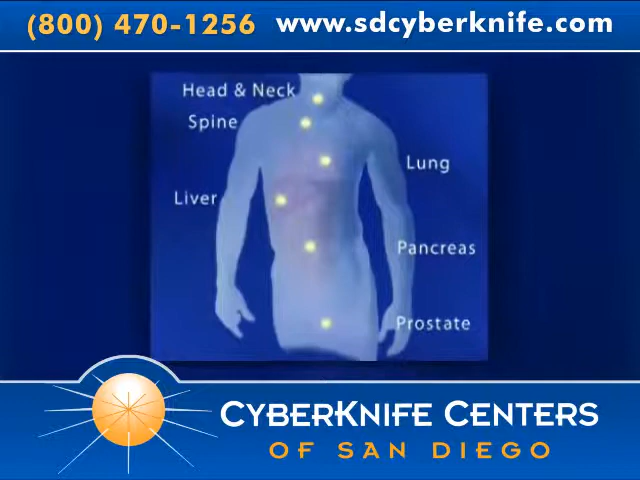 (800) 470-1256 www.sdcyberknife.com
Head & Neck
Spine
Lung
Liver
Pancreas
Prostate
CYBERKNIFE CENTERS
OF SAN DIEGO